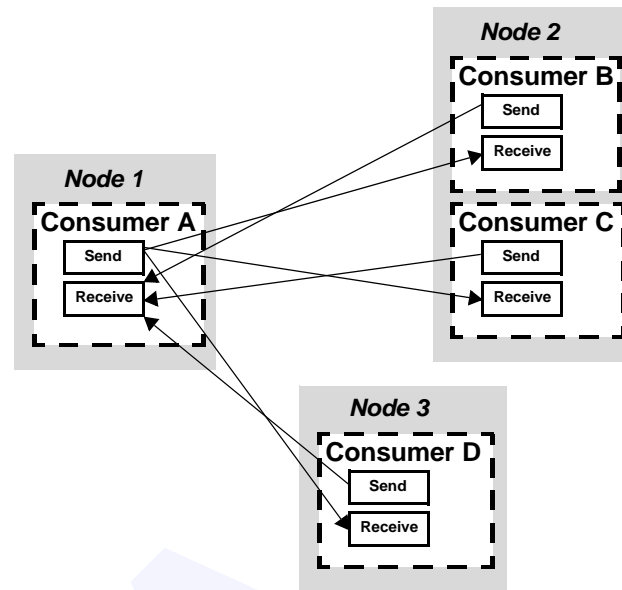 Node 2
Consumer B
Send
Receive
Node 1
Consumer A
Send
Receive
Consumer C
Send
Receive
Node 3
Consumer D
Send
Receive